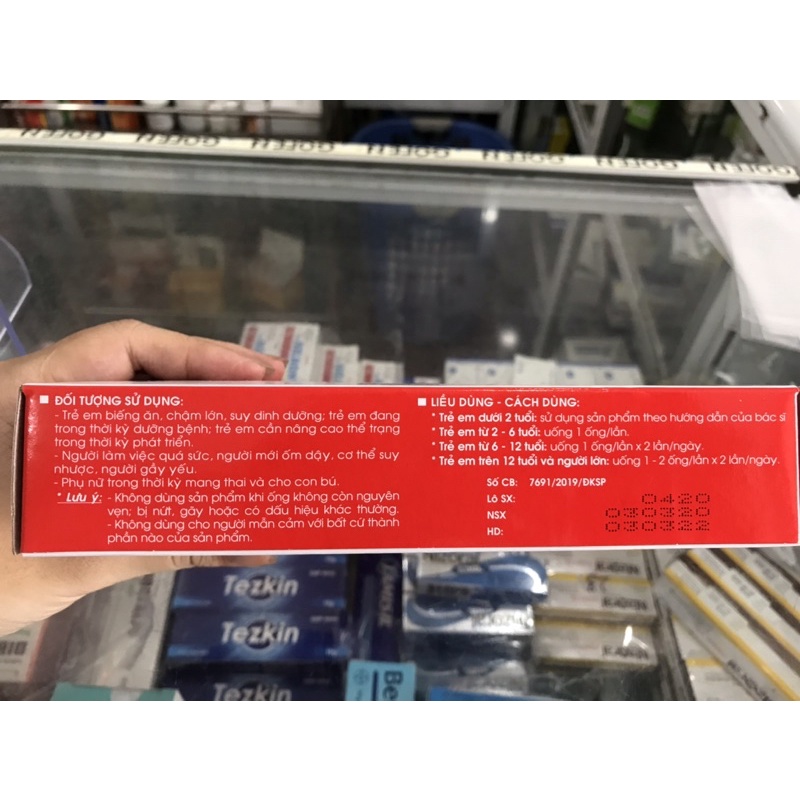 GOFEN GOFEN GOFEN GOFEN GOFEN
■ ĐỐI TƯỢNG SỬ DỤNG:
- Trẻ em biếng ăn, chậm lớn, suy dinh dưỡng; trẻ em đang
trong thời kỳ dưỡng bệnh; trẻ em cần nâng cao thể trạng
trong thời kỳ phát triển.
- Người làm việc quá sức, người mới ốm dậy, cơ thể suy
nhược, người gầy yếu.
- Phụ nữ trong thời kỳ mang thai và cho con bú.
* Lưu ý: - Không dùng sản phẩm khi ống không còn nguyên
vẹn; bị nứt, gãy hoặc có dấu hiệu khác thường.
- Không dùng cho người mẫn cảm với bất cứ thành
phần nào của sản phẩm.
■ LIỀU DÙNG - CÁCH DÙNG:
* Trẻ em dưới 2 tuổi: sử dụng sản phẩm theo hướng dẫn của bác sĩ
* Trẻ em từ 2 - 6 tuổi: uống 1 ống/lần.
* Trẻ em từ 6 - 12 tuổi: uống 1 ống/lần x 2 lần/ngày.
* Trẻ em trên 12 tuổi và người lớn: uống 1 - 2 ống/lần x 2 lần/ngày.
Số CB: 7691/2019/ĐKSP
Lô SX: 0420
NSX 030320
HD: 030322
Tezkin
Tezkin
Tezkin
Be